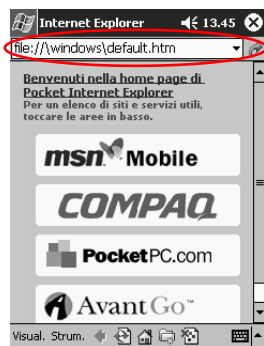 Internet Explorer 13.45
file://\windows\default.htm
Benvenuti nella home page di
Pocket Internet Explorer
Per un elenco di siti e servizi utili,
toccare le aree in basso.
msn Mobile
COMPAQ
PocketPC.com
AvantGo™
Visual. Strum.